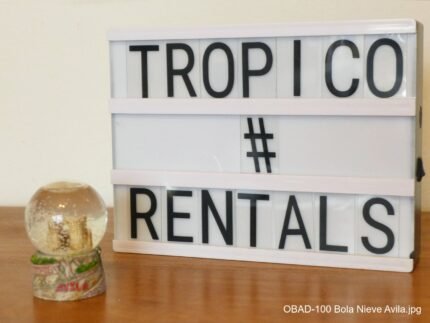 TROPICO
#
RENTALS
OBAD-100 Bola Nieve Avila.jpg